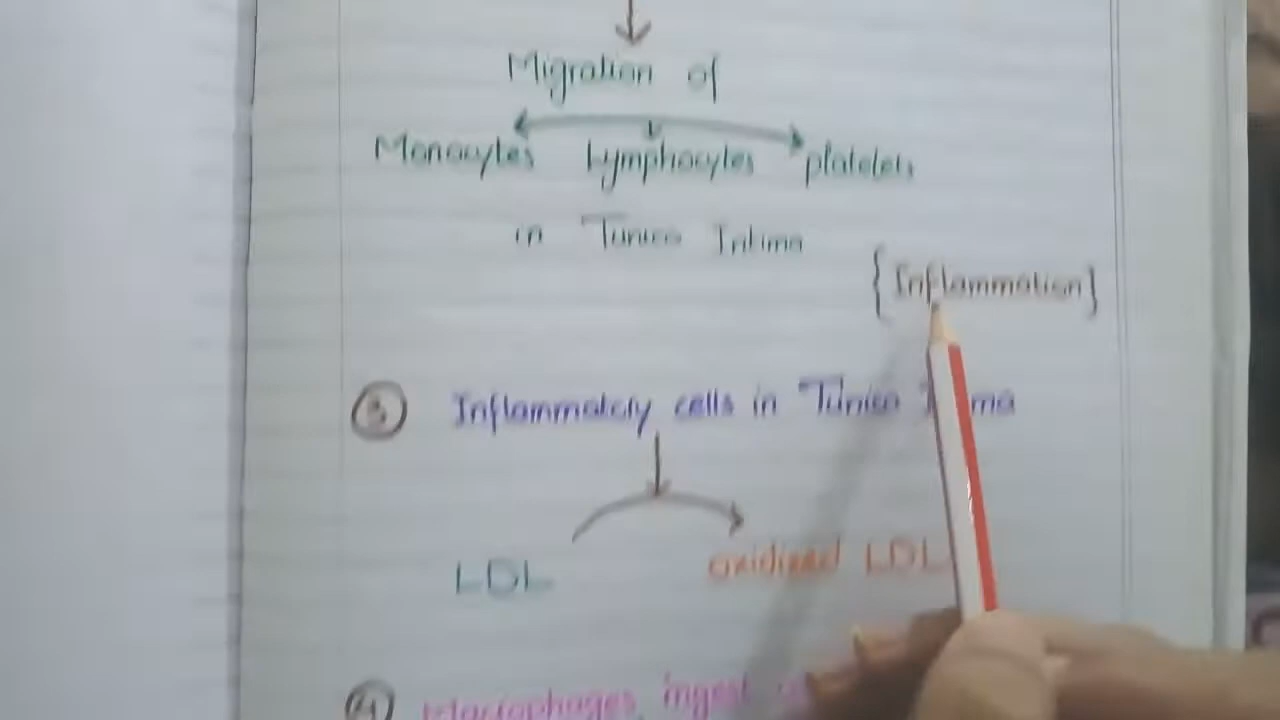 Migration of
Monocytes Lymphocytes platelets
in Tunica Intima
{Inflammation}
3 Inflammatory cells in Tunica
LDL oxidized LDL
4 Macrophages ingest